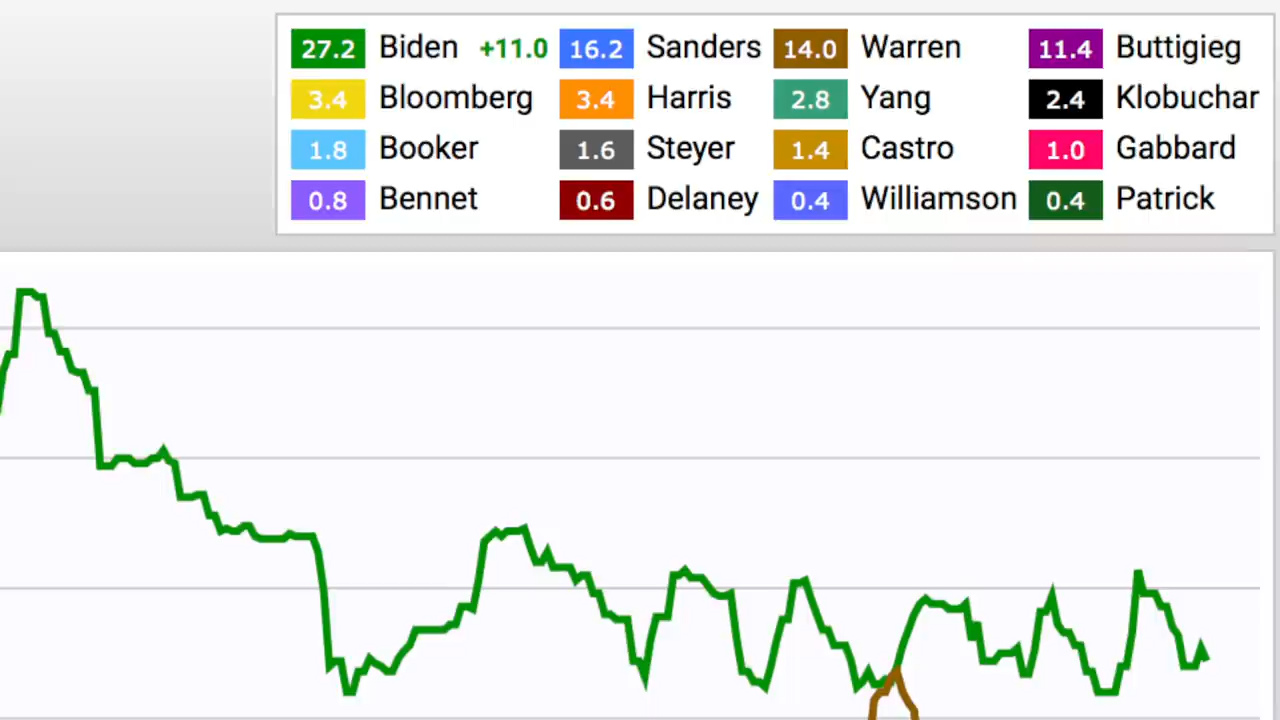 27.2 Biden +11.0 16.2 Sanders 14.0 Warren 11.4 Buttigieg
3.4 Bloomberg 3.4 Harris 2.8 Yang 2.4 Klobuchar
1.8 Booker 1.6 Steyer 1.4 Castro 1.0 Gabbard
0.8 Bennet 0.6 Delaney 0.4 Williamson 0.4 Patrick